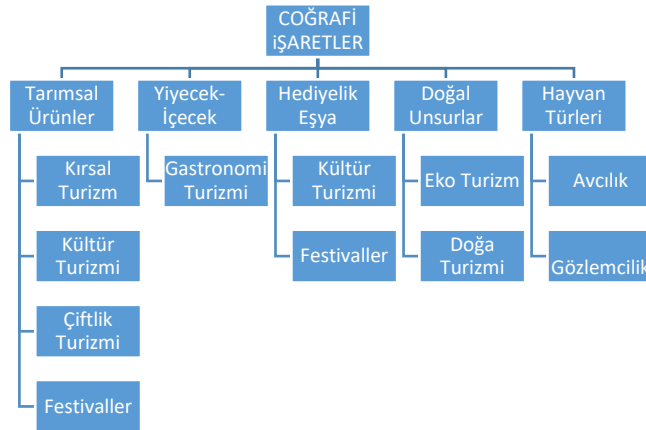 COĞRAFİ
iŞARETLER
Tarımsal
Ürünler
Kırsal
Turizm
Kültür
Turizmi
Çiftlik
Turizmi
Festivaller
Yiyecek-
İçecek
Gastronomi
Turizmi
Hediyelik
Eşya
Kültür
Turizmi
Festivaller
Doğal
Unsurlar
Eko Turizm
Doğa
Turizmi
Hayvan
Türleri
Avcılık
Gözlemcilik